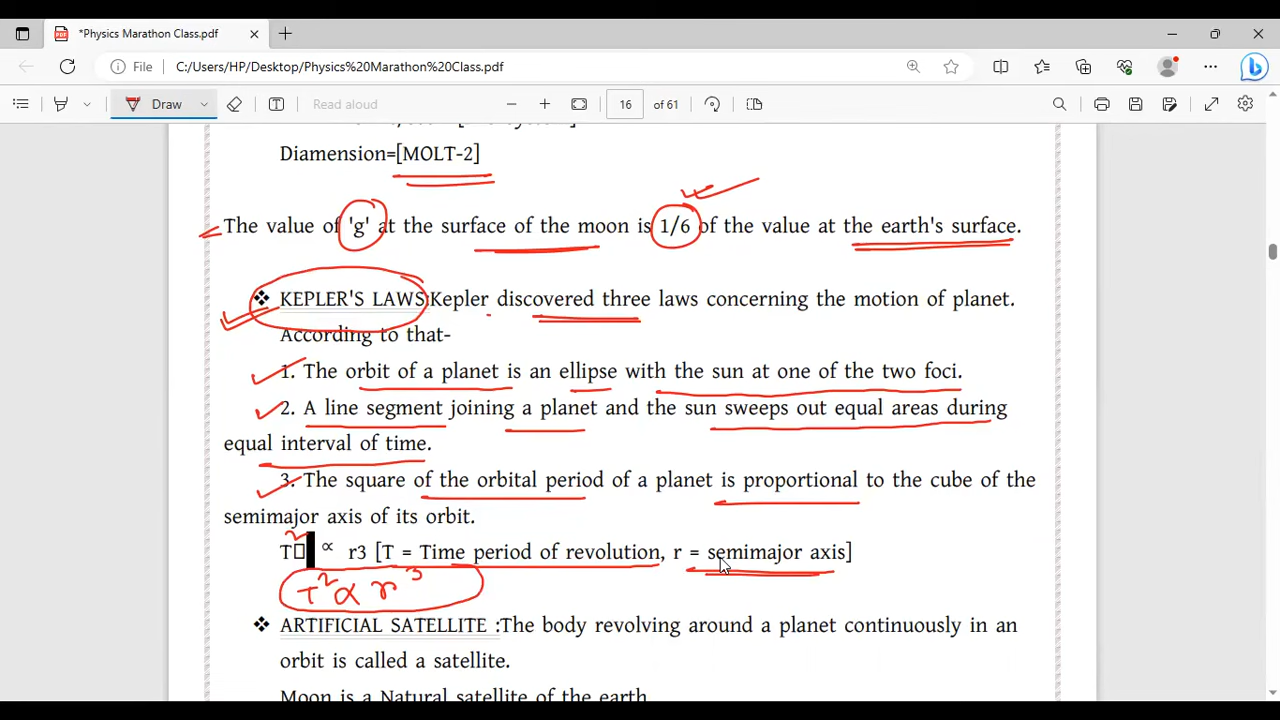 *Physics Marathon Class.pdf
File C:/Users/HP/Desktop/Physics%20Marathon%20Class.pdf
Draw Read aloud 16 of 61
Diamension=[MOLT-2]
The value of 'g' at the surface of the moon is 1/6 of the value at the earth's surface.
❖ KEPLER'S LAWS:Kepler discovered three laws concerning the motion of planet.
According to that-
1. The orbit of a planet is an ellipse with the sun at one of the two foci.
2. A line segment joining a planet and the sun sweeps out equal areas during
equal interval of time.
3. The square of the orbital period of a planet is proportional to the cube of the
semimajor axis of its orbit.
T□ 2 ∝ r3 [T = Time period of revolution, r = semimajor axis]
T² ∝ r³
❖ ARTIFICIAL SATELLITE :The body revolving around a planet continuously in an
orbit is called a satellite.
Moon is a Natural satellite of the earth